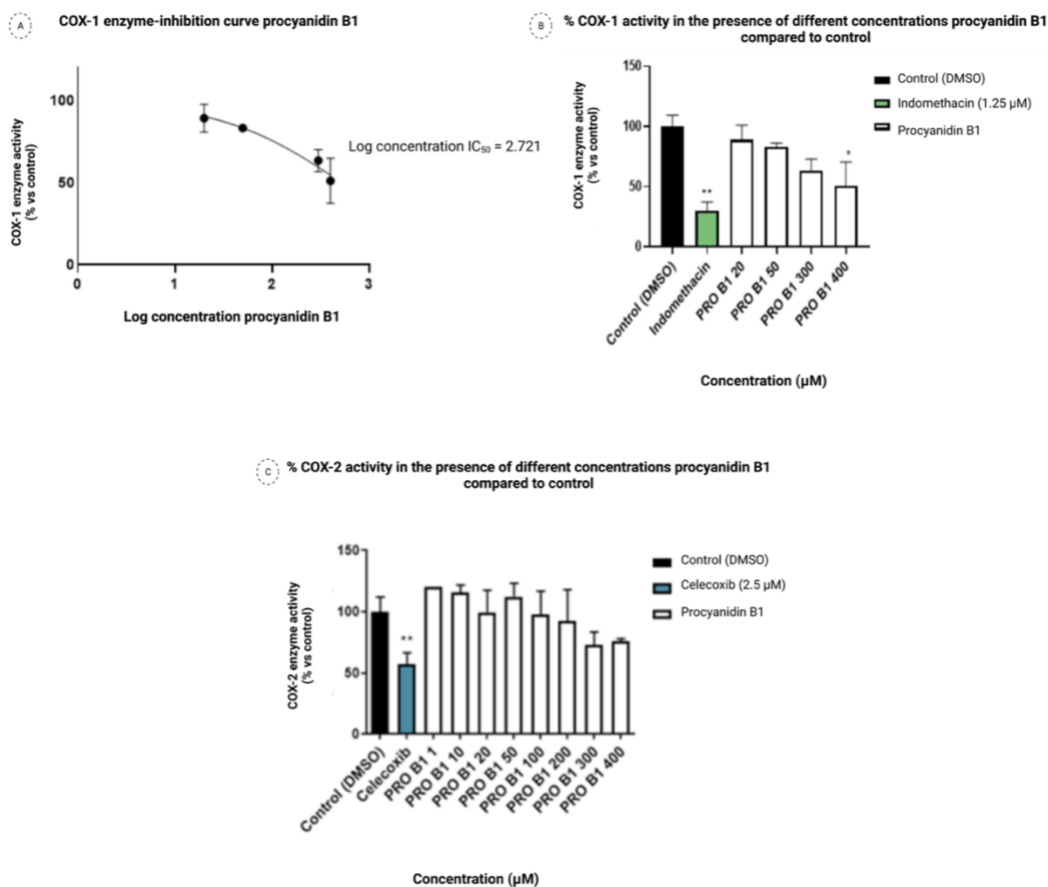 A
COX-1 enzyme-inhibition curve procyanidin B1
COX-1 enzyme activity
(% vs control)
100
50
0
0
1
2
3
Log concentration IC₅₀ = 2.721
Log concentration procyanidin B1
B
% COX-1 activity in the presence of different concentrations procyanidin B1
compared to control
COX-1 enzyme activity
(% vs control)
150
100
50
0
**
*
Control (DMSO)
Indomethacin
PRO B1 20
PRO B1 50
PRO B1 300
PRO B1 400
Concentration (µM)
Control (DMSO)
Indomethacin (1.25 µM)
Procyanidin B1
C
% COX-2 activity in the presence of different concentrations procyanidin B1
compared to control
COX-2 enzyme activity
(% vs control)
150
100
50
0
**
Control (DMSO)
Celecoxib
PRO B1 1
PRO B1 10
PRO B1 20
PRO B1 50
PRO B1 100
PRO B1 200
PRO B1 300
PRO B1 400
Concentration (µM)
Control (DMSO)
Celecoxib (2.5 µM)
Procyanidin B1